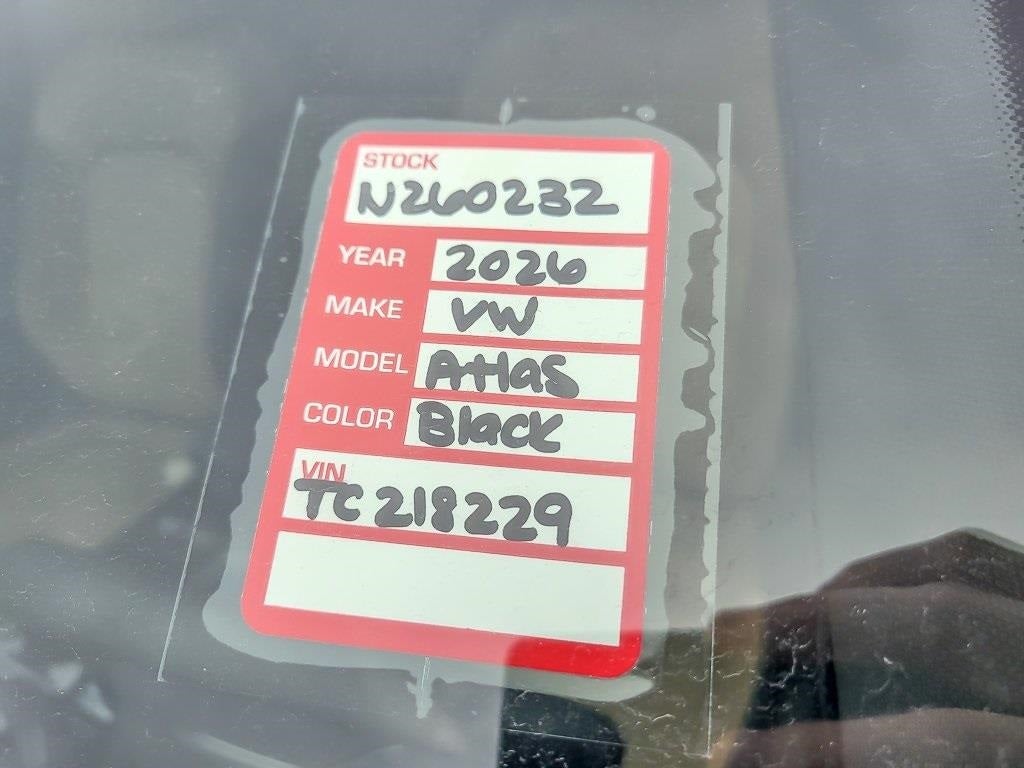 STOCK
N260232
YEAR 2026
MAKE VW
MODEL Atlas
COLOR Black
VIN
TC218229